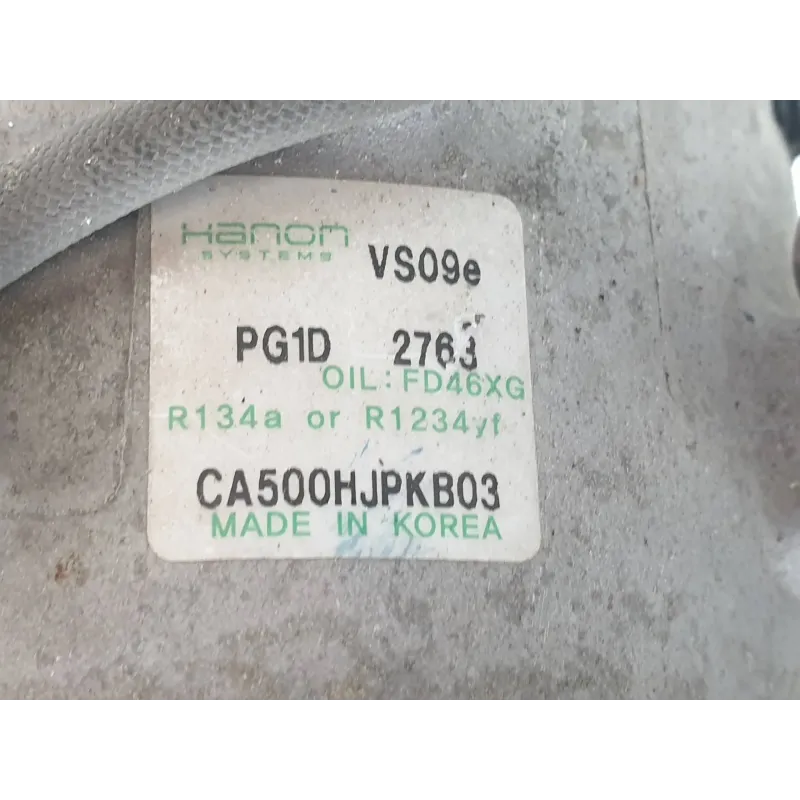 Hanon
SYSTEMS
VS09e
PG1D 2763
OIL: FD46XG
R134a or R1234yf
CA500HJPKB03
MADE IN KOREA